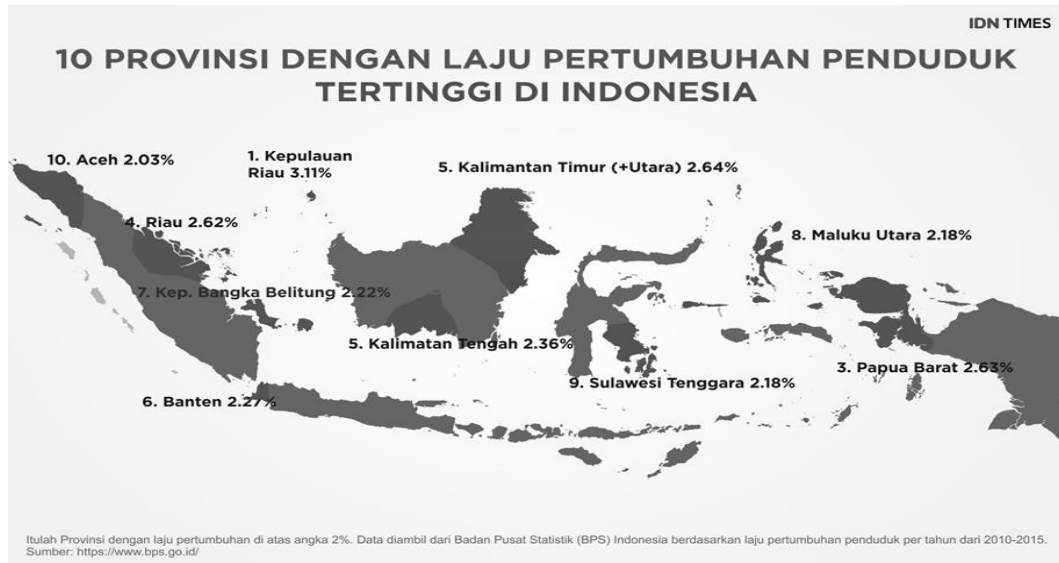 IDN TIMES
10 PROVINSI DENGAN LAJU PERTUMBUHAN PENDUDUK
TERTINGGI DI INDONESIA
10. Aceh 2.03%
1. Kepulauan
Riau 3.11%
5. Kalimantan Timur (+Utara) 2.64%
4. Riau 2.62%
8. Maluku Utara 2.18%
7. Kep. Bangka Belitung 2.22%
5. Kalimatan Tengah 2.36%
3. Papua Barat 2.63%
9. Sulawesi Tenggara 2.18%
6. Banten 2.27%
Itulah Provinsi dengan laju pertumbuhan di atas angka 2%. Data diambil dari Badan Pusat Statistik (BPS) Indonesia berdasarkan laju pertumbuhan penduduk per tahun dari 2010-2015.
Sumber: https://www.bps.go.id/